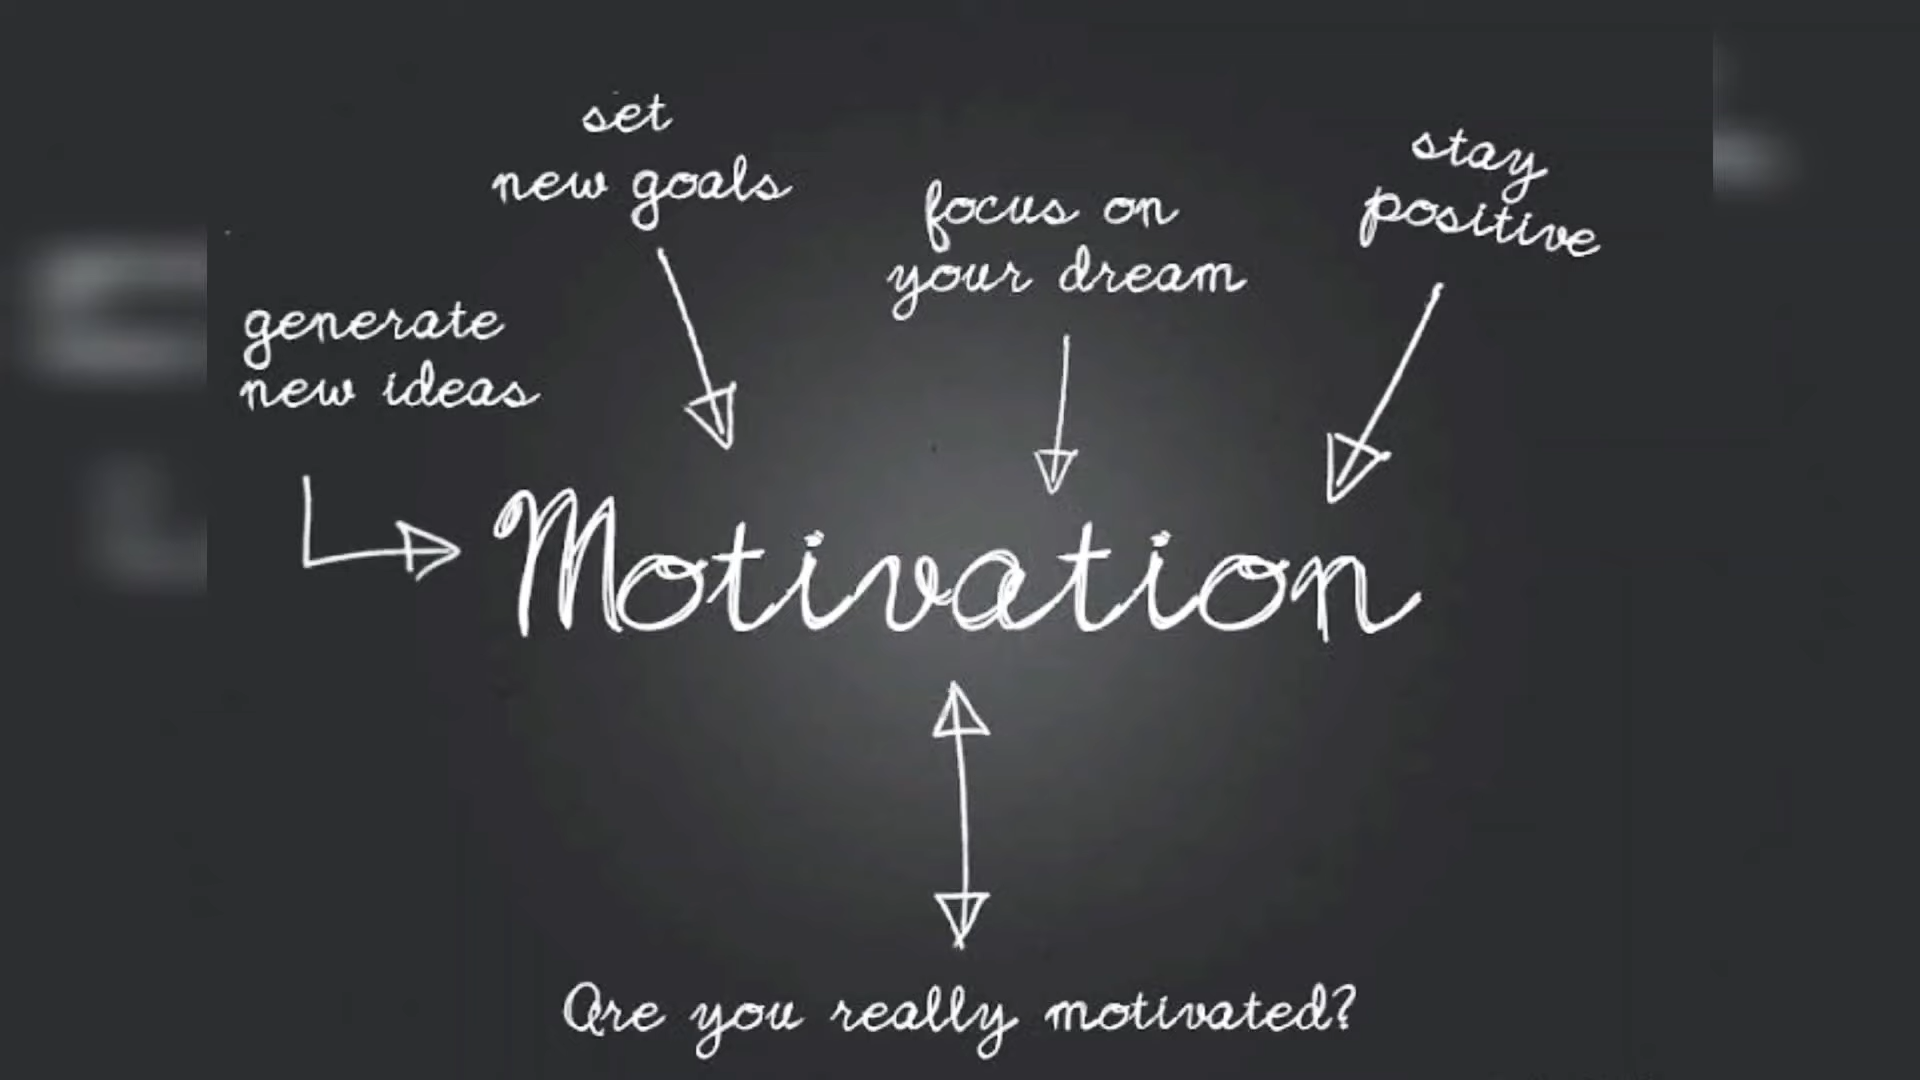 set
new goals
focus on
your dream
stay
positive
generate
new ideas
Motivation
Are you really motivated?